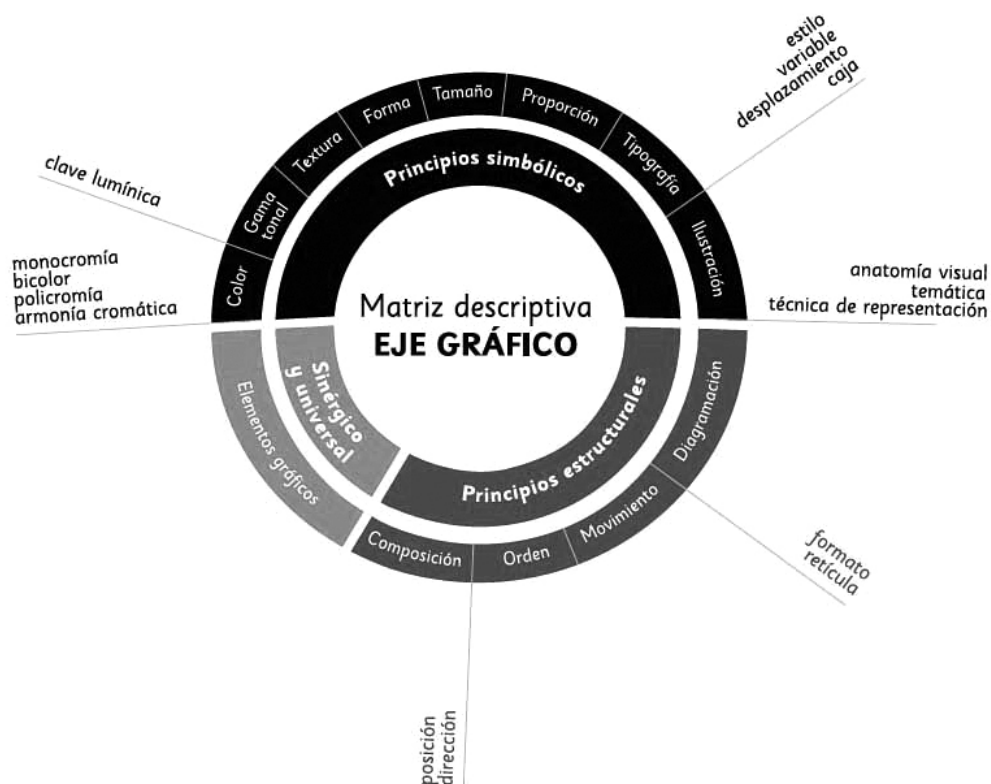 estilo
variable
desplazamiento
caja
Tamaño
Forma
Proporción
Textura
Tipografía
Principios simbólicos
clave lumínica
Gama
tonal
Ilustración
monocromía
bicolor
policromía
armonía cromática
Color
anatomía visual
temática
técnica de representación
Matriz descriptiva
EJE GRÁFICO
Sinérgico
y universal
Elementos gráficos
Principios estructurales
Diagramación
Movimiento
Orden
Composición
formato
retícula
posición
dirección